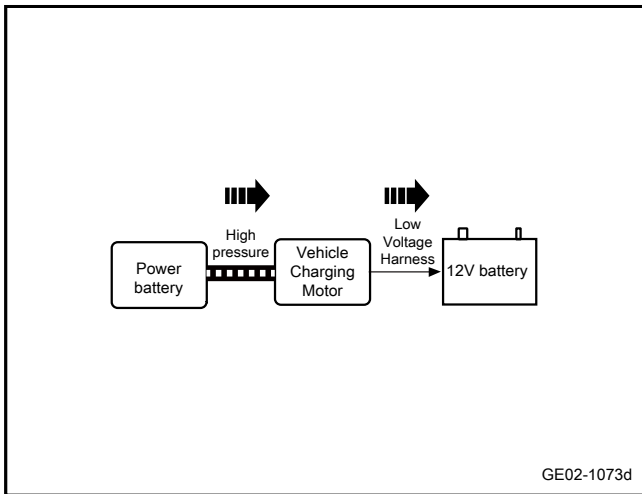 High
pressure
Low
Voltage
Harness
Power
battery
Vehicle
Charging
Motor
12V battery
GE02-1073d